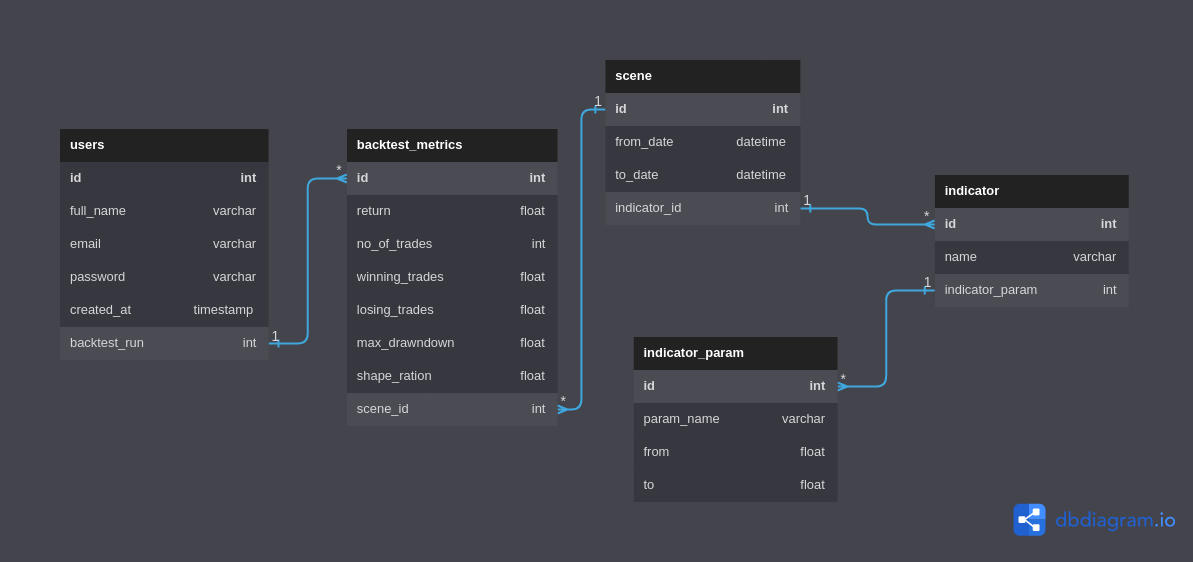 users
id int
full_name varchar
email varchar
password varchar
created_at timestamp
backtest_run int
1
*
backtest_metrics
id int
return float
no_of_trades int
winning_trades float
losing_trades float
max_drawndown float
shape_ration float
scene_id int
*
1
scene
id int
from_date datetime
to_date datetime
indicator_id int
1
*
indicator
id int
name varchar
indicator_param int
1
*
indicator_param
id int
param_name varchar
from float
to float
dbdiagram.io